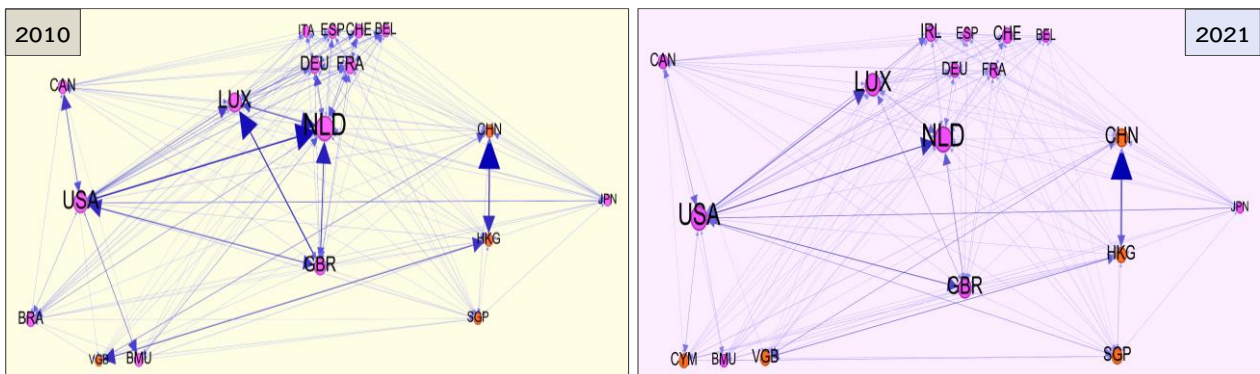 2010
ITA ESP CHE BEL
DEU FRA
CAN
LUX
NLD
CHN
USA
JPN
HKG
GBR
BRA
SGP
VGB BMU
2021
IRL ESP CHE BEL
CAN
DEU FRA
LUX
NLD
CHN
USA
JPN
HKG
GBR
CYM BMU VGB
SGP